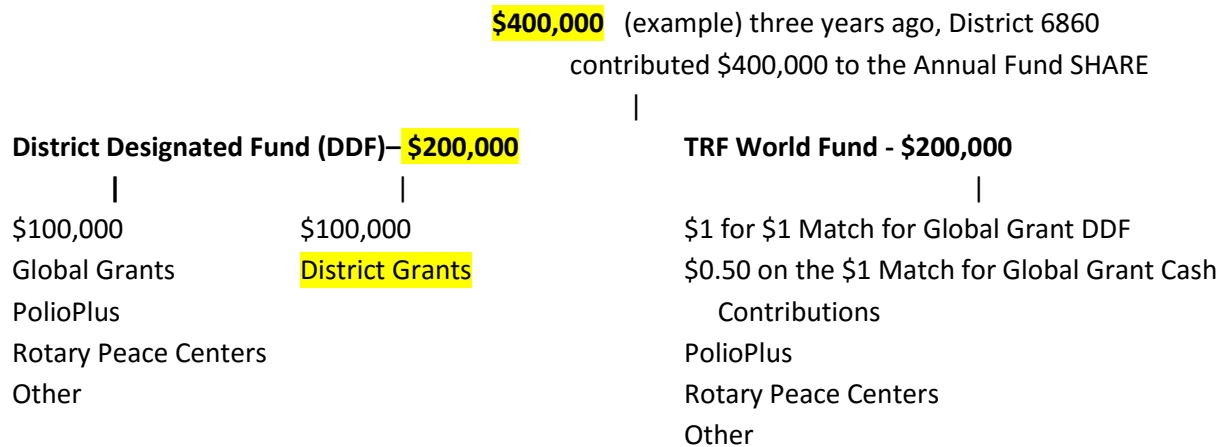 $400,000 (example) three years ago, District 6860
contributed $400,000 to the Annual Fund SHARE
|
District Designated Fund (DDF)– $200,000 TRF World Fund - $200,000
| | |
$100,000 $100,000 $1 for $1 Match for Global Grant DDF
Global Grants District Grants $0.50 on the $1 Match for Global Grant Cash
PolioPlus Contributions
Rotary Peace Centers PolioPlus
Other Rotary Peace Centers
Other